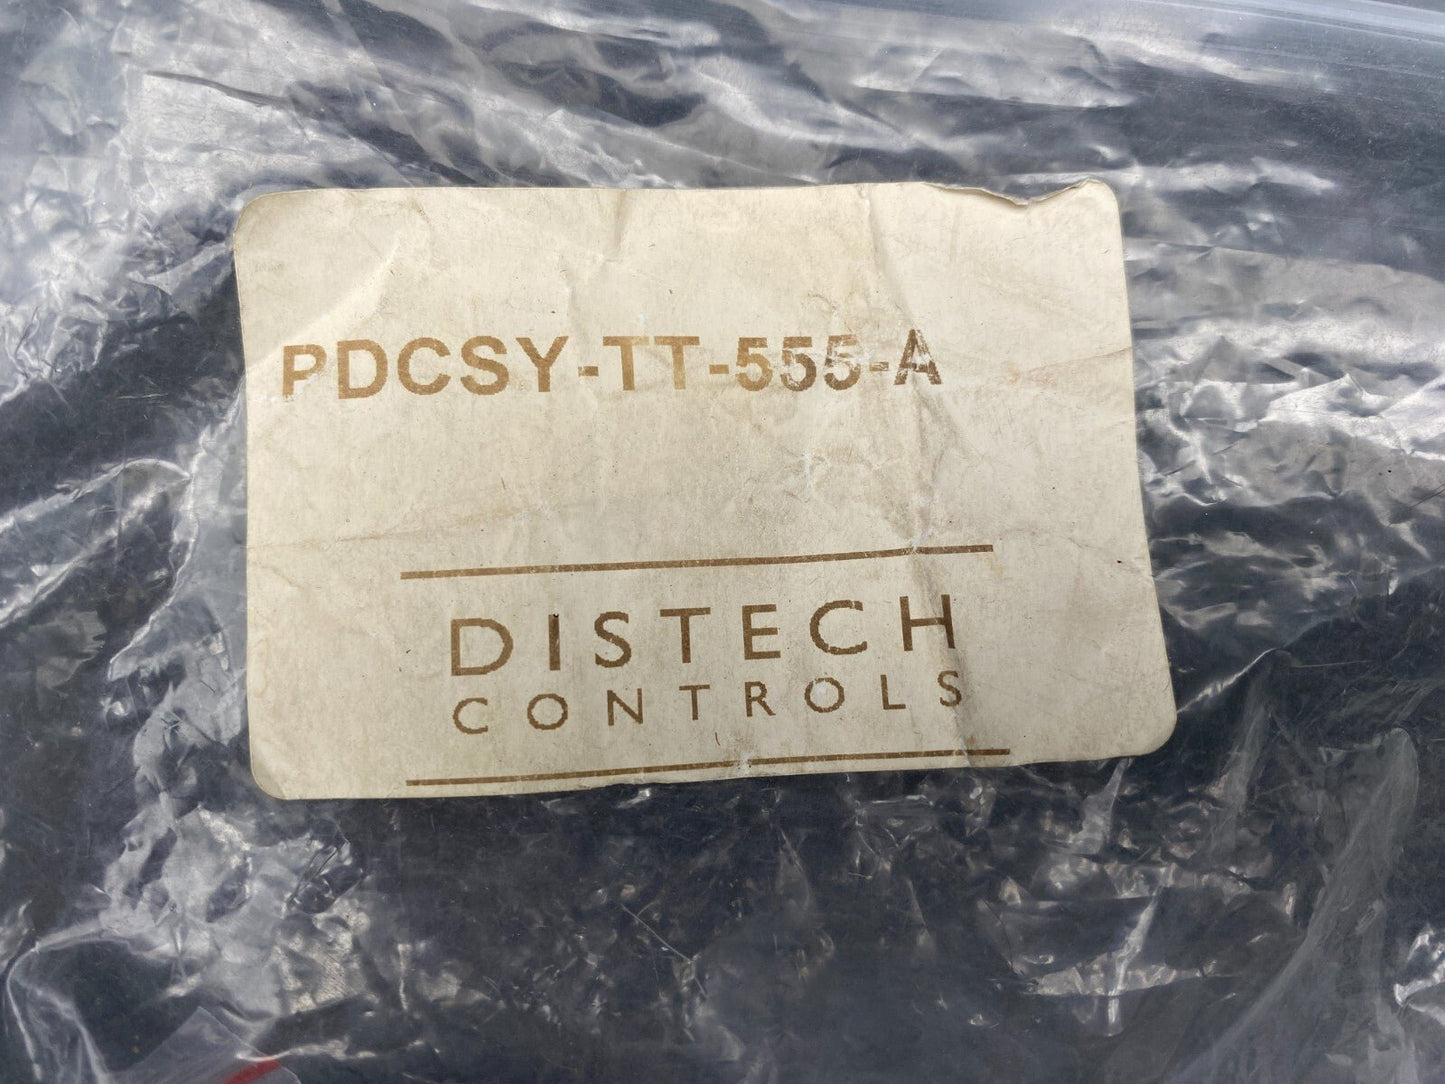 PDCSY-TT-555-A
DISTECH
CONTROLS